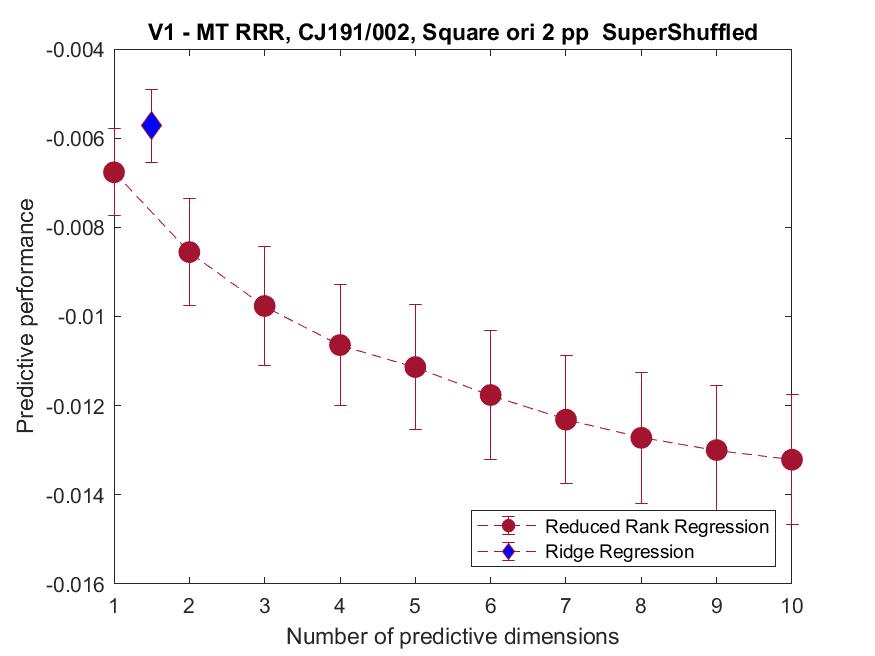 V1 - MT RRR, CJ191/002, Square ori 2 pp  SuperShuffled
-0.004
-0.006
-0.008
-0.01
-0.012
-0.014
-0.016
Predictive performance
Reduced Rank Regression
Ridge Regression
1 2 3 4 5 6 7 8 9 10
Number of predictive dimensions